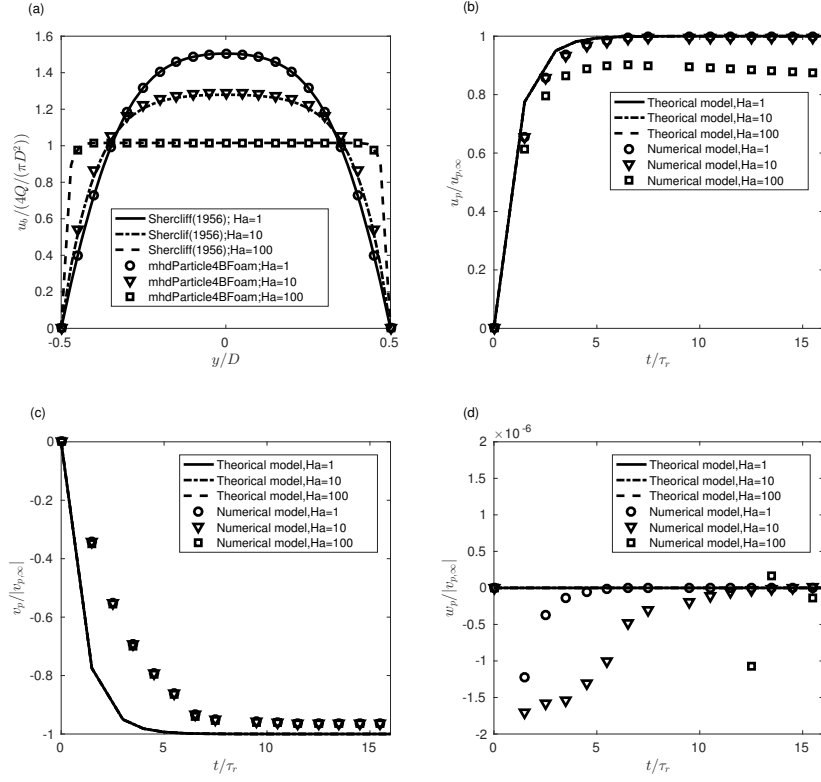 (a)
1.6
1.4
1.2
1
0.8
0.6
0.4
0.2
0
-0.5
0
0.5
u_b/(4Q/(πD²))
y/D
Shercliff(1956); Ha=1
Sherclif(1956);Ha=10
Shercliff(1956);Ha=100
mhdParticle4BFoam;Ha=1
mhdParticle4BFoam;Ha=10
mhdParticle4BFoam;Ha=100
(b)
1
0.8
0.6
0.4
0.2
0
0
5
10
15
u_p/u_{p,∞}
t/τ_r
Theorical model,Ha=1
Theorical model,Ha=10
Theorical model,Ha=100
Numerical model,Ha=1
Numerical model,Ha=10
Numerical model,Ha=100
(c)
0
-0.2
-0.4
-0.6
-0.8
-1
0
5
10
15
v_p/|v_{p,∞}|
t/τ_r
Theorical model,Ha=1
Theorical model,Ha=10
Theorical model,Ha=100
Numerical model,Ha=1
Numerical model,Ha=10
Numerical model,Ha=100
(d)
×10⁻⁶
2
1.5
1
0.5
0
-0.5
-1
-1.5
-2
0
5
10
15
w_p/|v_{p,∞}|
t/τ_r
Theorical model,Ha=1
Theorical model,Ha=10
Theorical model,Ha=100
Numerical model,Ha=1
Numerical model,Ha=10
Numerical model,Ha=100